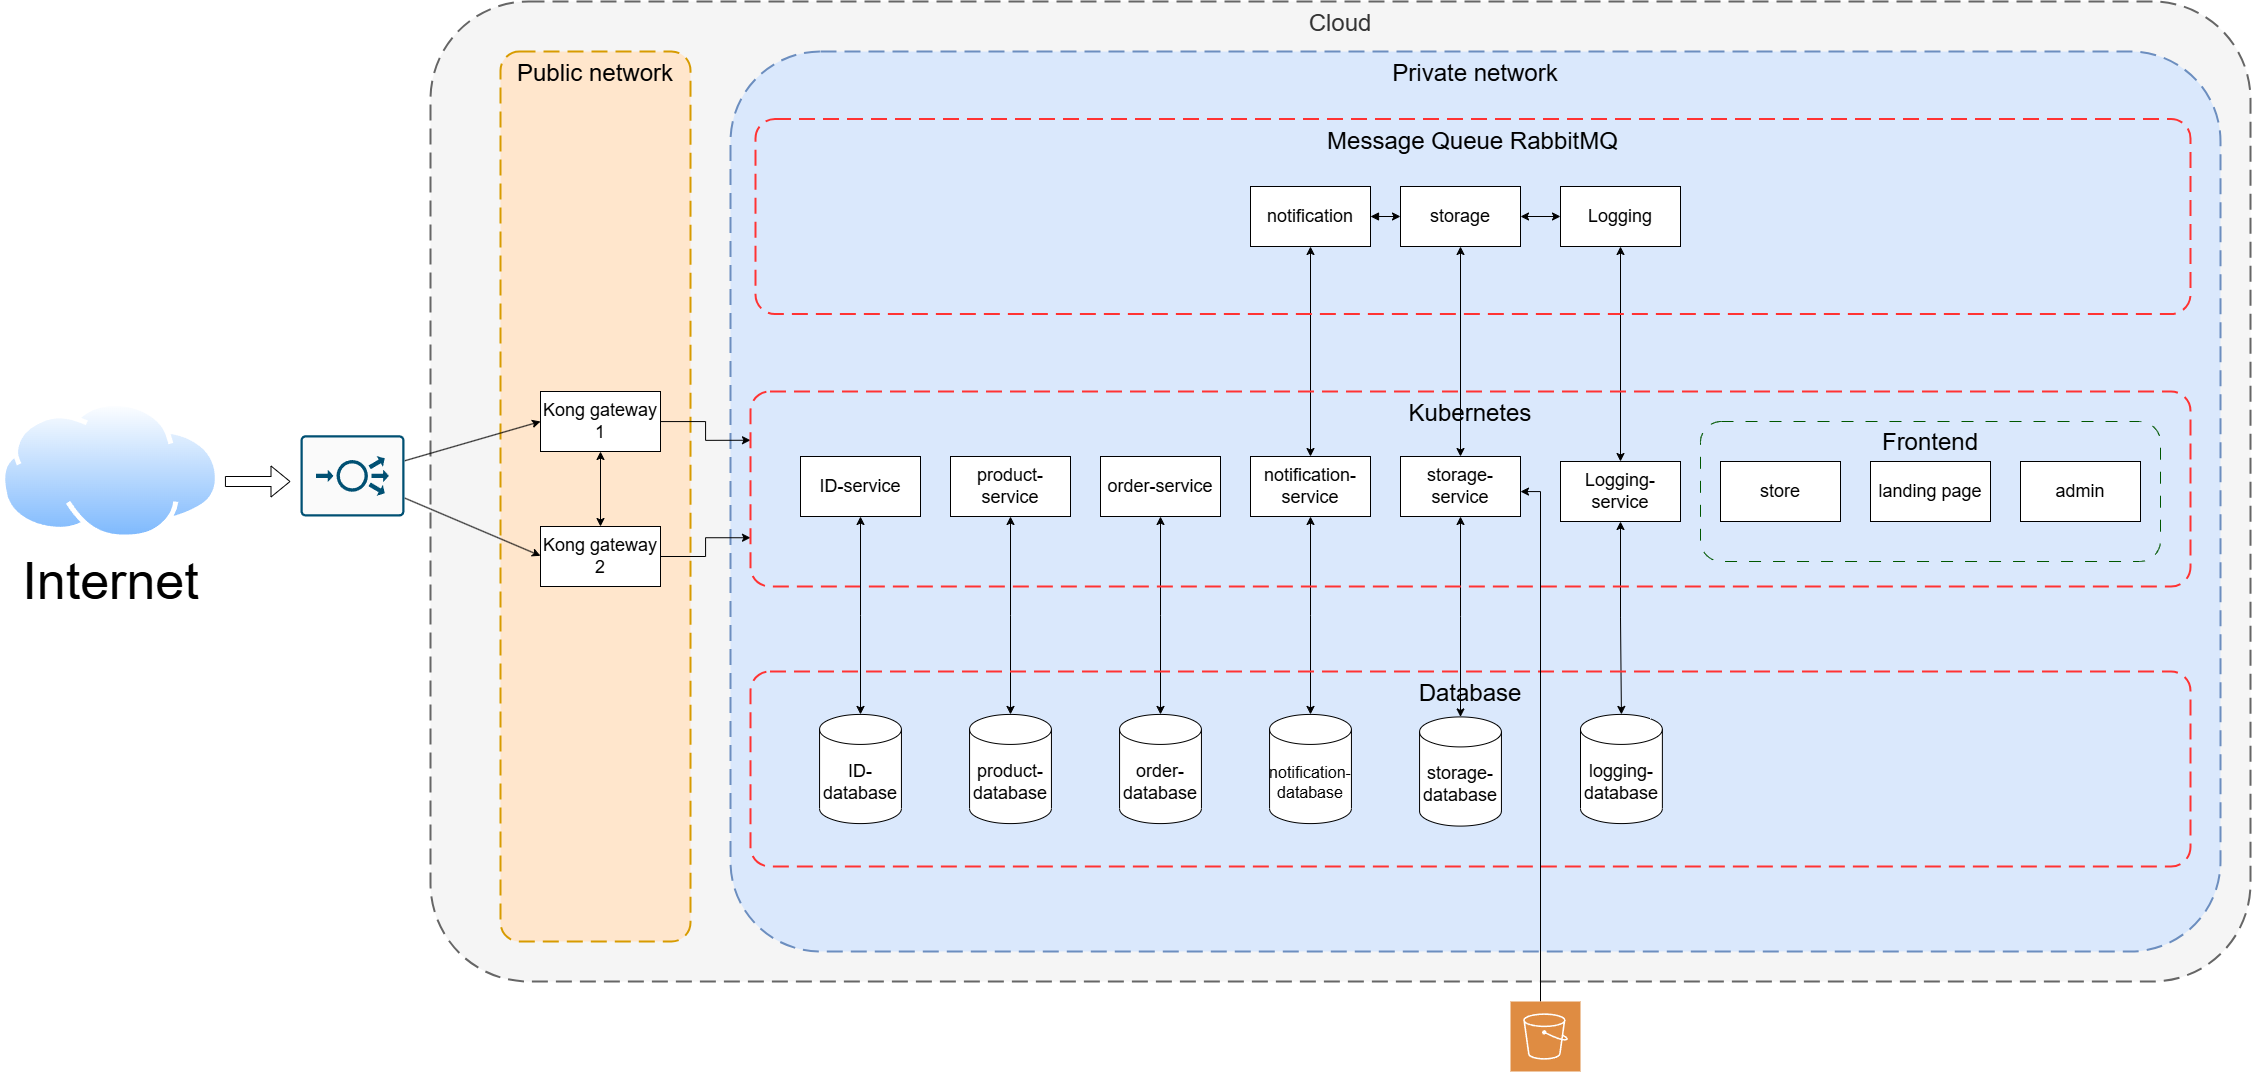 Cloud
Public network
Private network
Message Queue RabbitMQ
notification
storage
Logging
Internet
Kong gateway
1
Kong gateway
2
Kubernetes
ID-service
product-
service
order-service
notification-
service
storage-
service
Logging-
service
Frontend
store
landing page
admin
Database
ID-
database
product-
database
order-
database
notification-
database
storage-
database
logging-
database